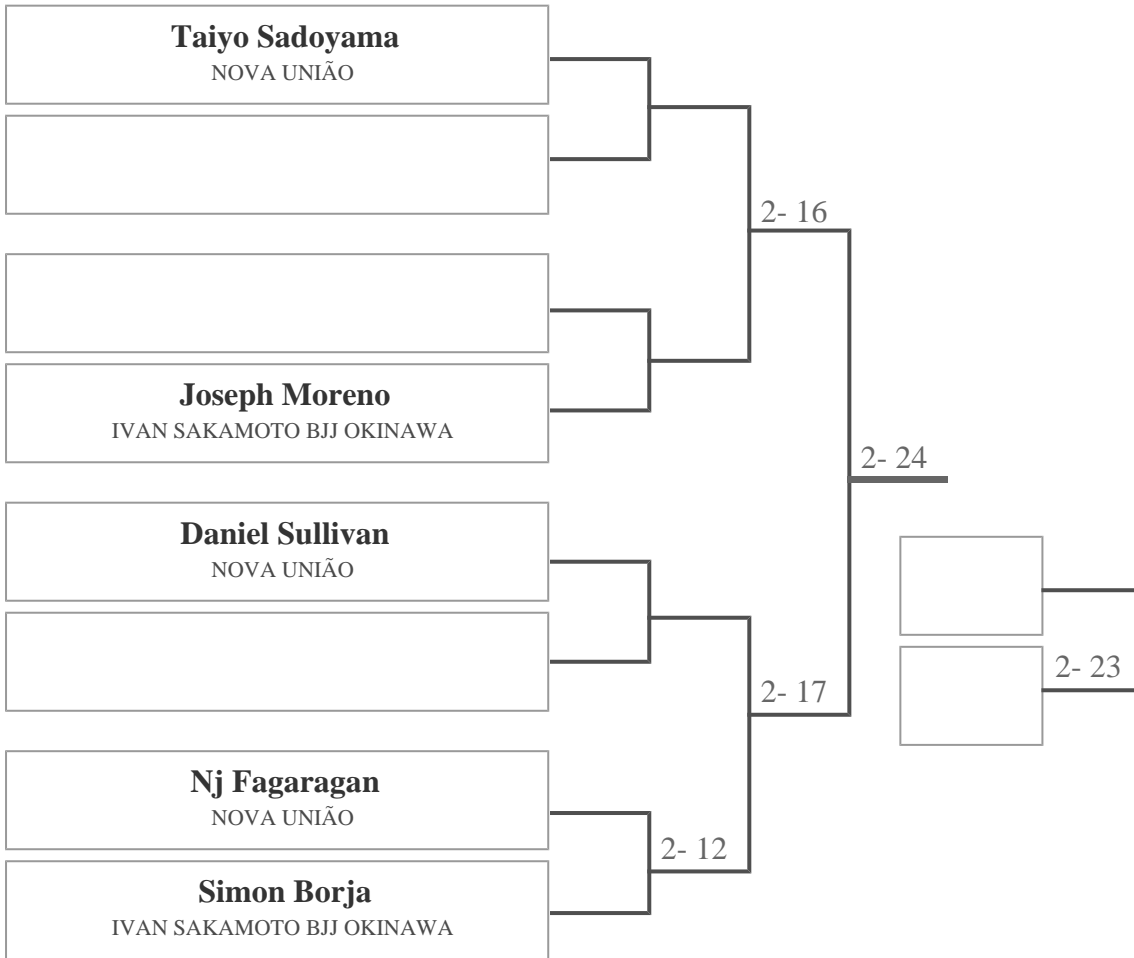 Taiyo Sadoyama
NOVA UNIÃO
2- 16
Joseph Moreno
IVAN SAKAMOTO BJJ OKINAWA
2- 24
Daniel Sullivan
NOVA UNIÃO
2- 23
2- 17
Nj Fagaragan
NOVA UNIÃO
2- 12
Simon Borja
IVAN SAKAMOTO BJJ OKINAWA